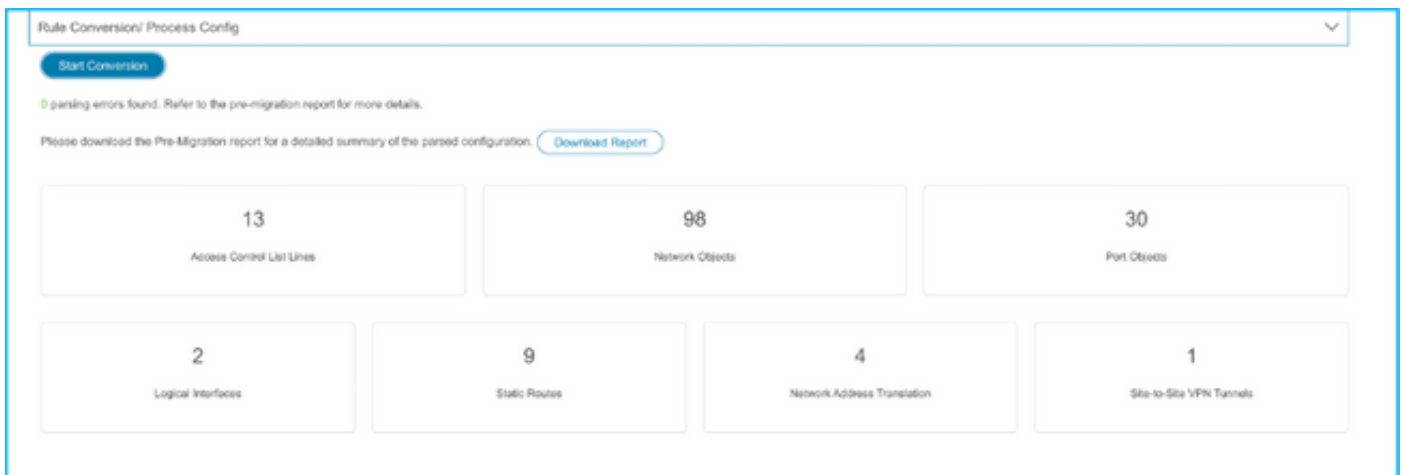 Rule Conversion/ Process Config
Start Conversion
0 parsing errors found. Refer to the pre-migration report for more details.
Please download the Pre-Migration report for a detailed summary of the parsed configuration. Download Report
13
Access Control List Lines
98
Network Objects
30
Port Objects
2
Logical Interfaces
9
Static Routes
4
Network Address Translation
1
Site-to-Site VPN Tunnels